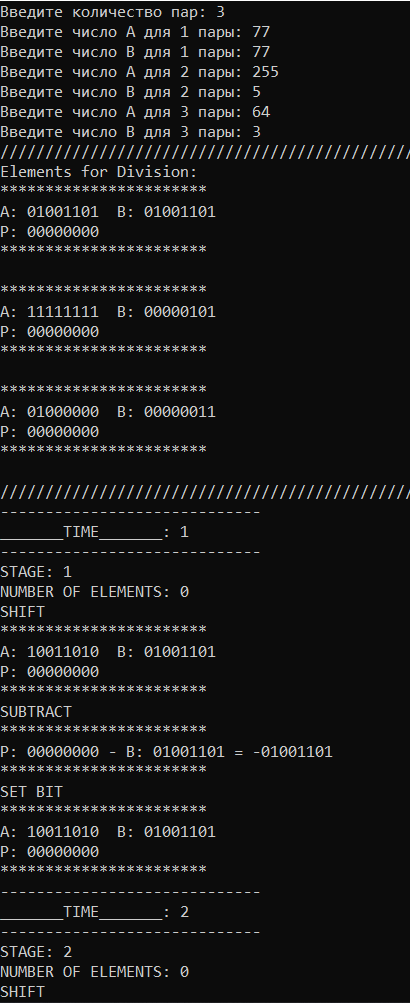 Введите количество пар: 3
Введите число A для 1 пары: 77
Введите число B для 1 пары: 77
Введите число A для 2 пары: 255
Введите число B для 2 пары: 5
Введите число A для 3 пары: 64
Введите число B для 3 пары: 3
//////////////////////////////////////////////
Elements for Division:
***********************
A: 01001101  B: 01001101
P: 00000000
***********************
***********************
A: 11111111  B: 00000101
P: 00000000
***********************
***********************
A: 01000000  B: 00000011
P: 00000000
***********************
//////////////////////////////////////////////
-----------------------------
_______TIME_______: 1
-----------------------------
STAGE: 1
NUMBER OF ELEMENTS: 0
SHIFT
***********************
A: 10011010  B: 01001101
P: 00000000
***********************
SUBTRACT
***********************
P: 00000000 - B: 01001101 = -01001101
***********************
SET BIT
***********************
A: 10011010  B: 01001101
P: 00000000
***********************
-----------------------------
_______TIME_______: 2
-----------------------------
STAGE: 2
NUMBER OF ELEMENTS: 0
SHIFT